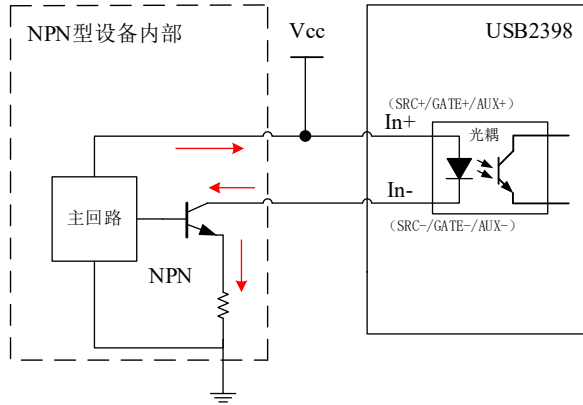 NPN型设备内部
Vcc
USB2398
（SRC+/GATE+/AUX+）
In+
光耦
主回路
In-
（SRC-/GATE-/AUX-）
NPN